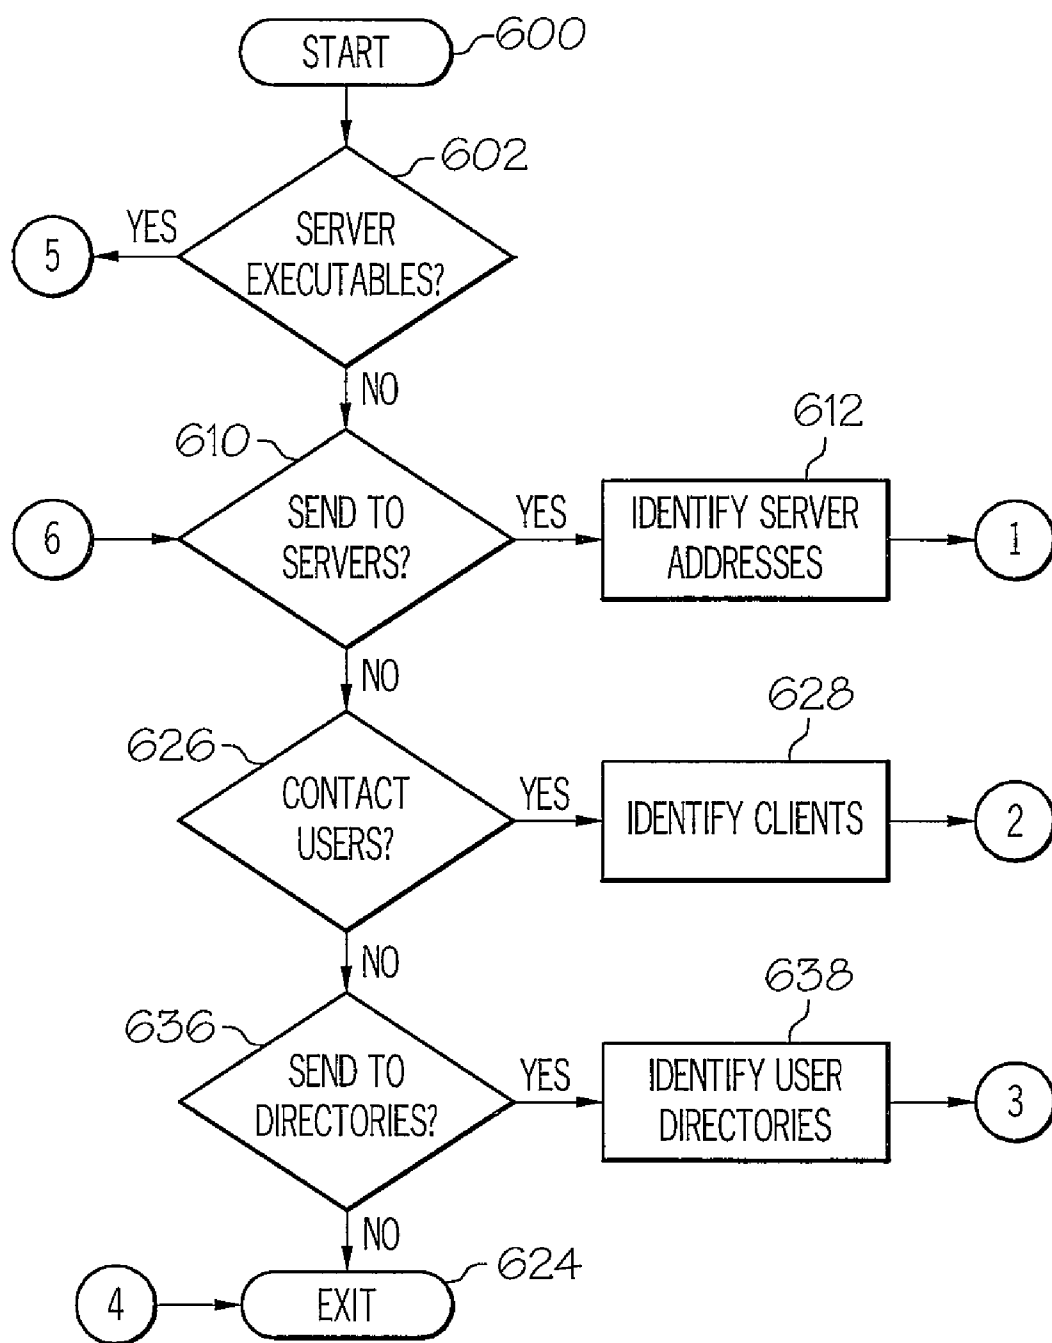 START
600
602
SERVER
EXECUTABLES?
YES
5
NO
610
SEND TO
SERVERS?
6
YES
612
IDENTIFY SERVER
ADDRESSES
1
NO
626
CONTACT
USERS?
YES
628
IDENTIFY CLIENTS
2
NO
636
SEND TO
DIRECTORIES?
YES
638
IDENTIFY USER
DIRECTORIES
3
NO
624
4
EXIT